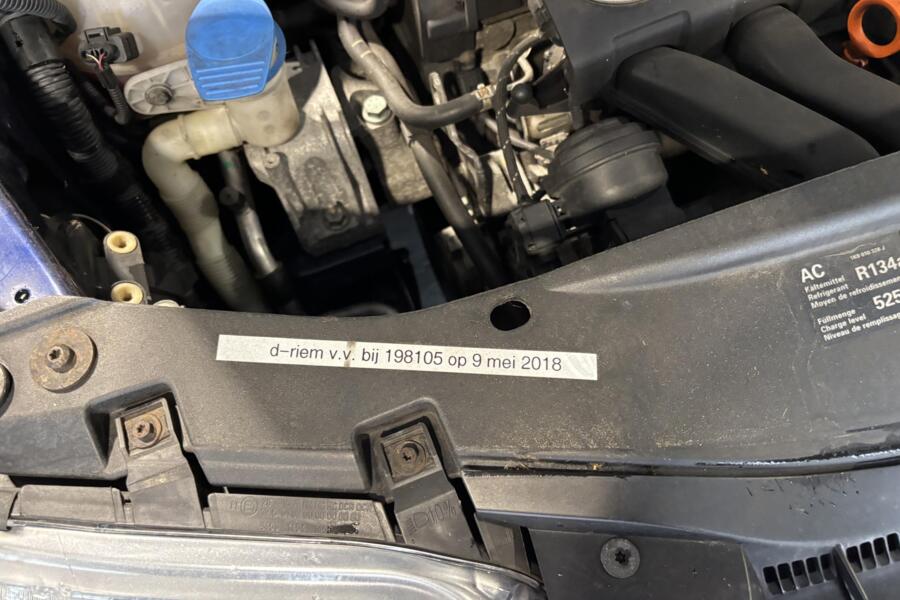 d-riem v.v. bij 198105 op 9 mei 2018
AC
Kältemittel
Refrigerant
Moyen de refroidissement
R134a
Füllmenge
Charge level
Niveau de remplissage
525
10%